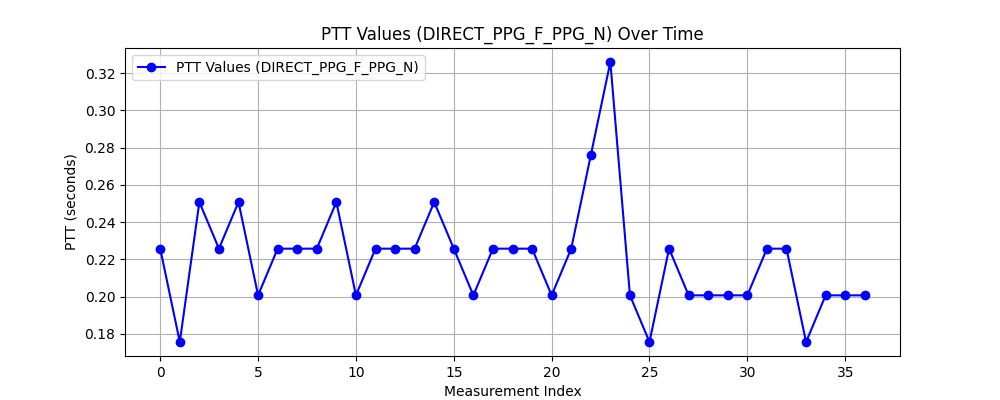 PTT Values (DIRECT_PPG_F_PPG_N) Over Time
PTT Values (DIRECT_PPG_F_PPG_N)
PTT (seconds)
0.32
0.30
0.28
0.26
0.24
0.22
0.20
0.18
0 5 10 15 20 25 30 35
Measurement Index